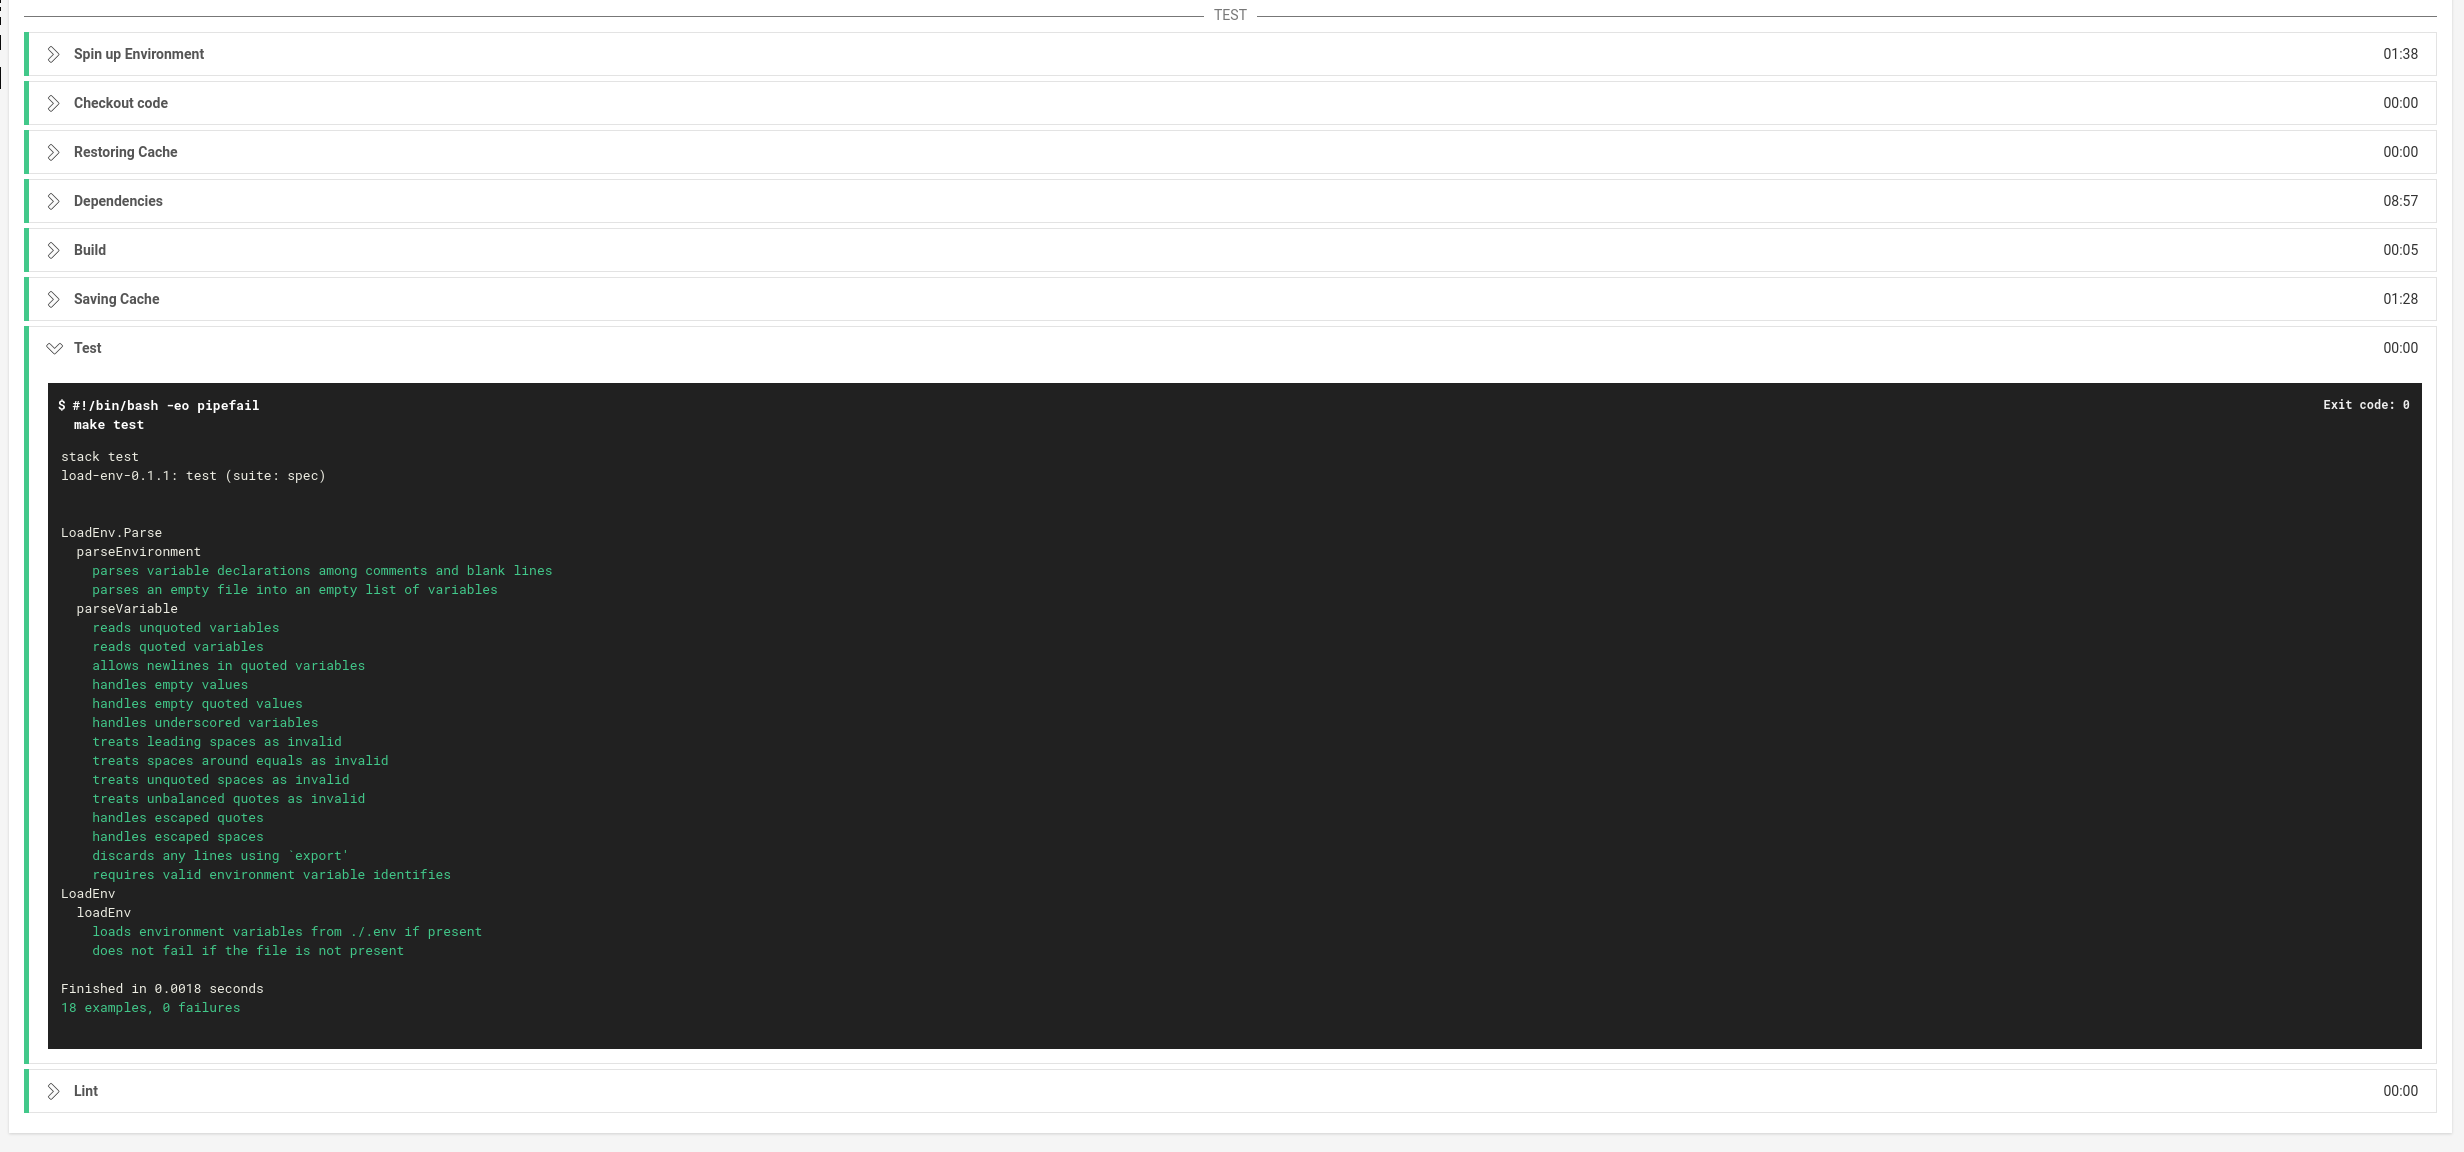 TEST
Spin up Environment 01:38
Checkout code 00:00
Restoring Cache 00:00
Dependencies 08:57
Build 00:05
Saving Cache 01:28
Test 00:00
$ #!/bin/bash -eo pipefail Exit code: 0
make test
stack test
load-env-0.1.1: test (suite: spec)
LoadEnv.Parse
parseEnvironment
parses variable declarations among comments and blank lines
parses an empty file into an empty list of variables
parseVariable
reads unquoted variables
reads quoted variables
allows newlines in quoted variables
handles empty values
handles empty quoted values
handles underscored variables
treats leading spaces as invalid
treats spaces around equals as invalid
treats unquoted spaces as invalid
treats unbalanced quotes as invalid
handles escaped quotes
handles escaped spaces
discards any lines using `export'
requires valid environment variable identifies
LoadEnv
loadEnv
loads environment variables from ./.env if present
does not fail if the file is not present
Finished in 0.0018 seconds
18 examples, 0 failures
Lint 00:00